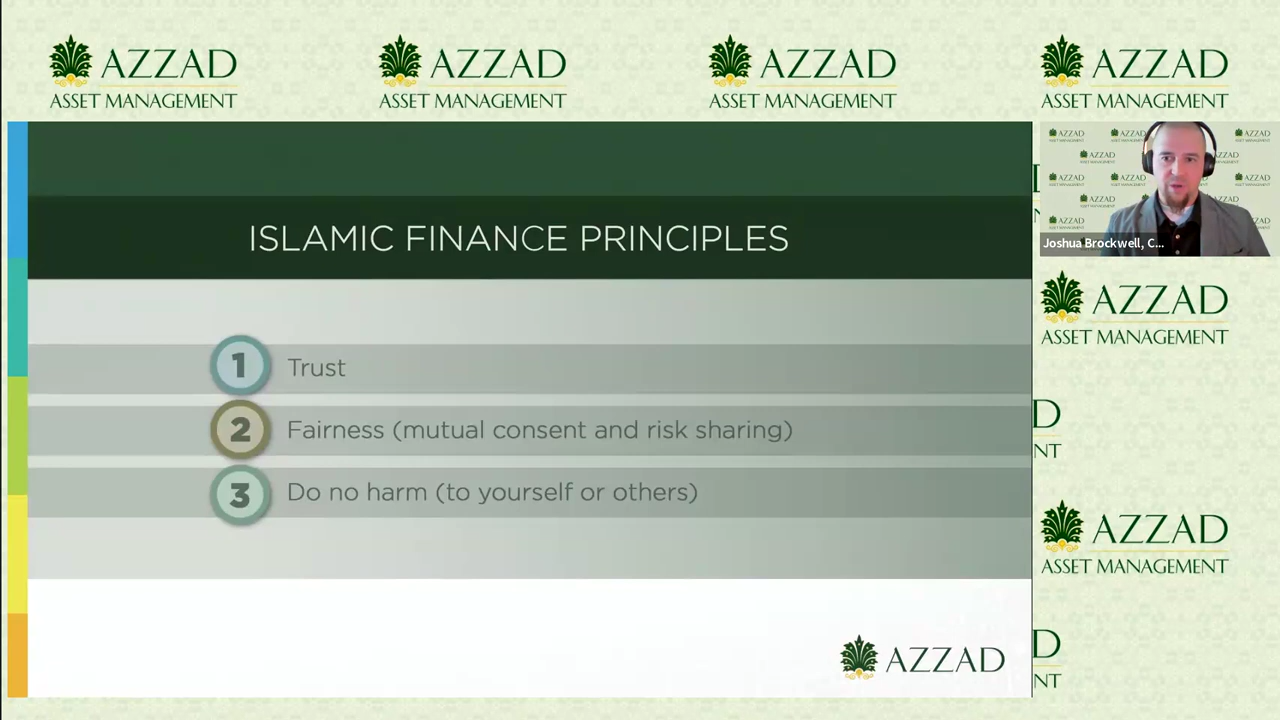 AZZAD
ASSET MANAGEMENT
AZZAD
ASSET MANAGEMENT
AZZAD
ASSET MANAGEMENT
AZZAD
ASSET MANAGEMENT
ISLAMIC FINANCE PRINCIPLES
1 Trust
2 Fairness (mutual consent and risk sharing)
3 Do no harm (to yourself or others)
AZZAD
Joshua Brockwell, C...
AZZAD
ASSET MANAGEMENT
D
NT
AZZAD
ASSET MANAGEMENT
D
NT